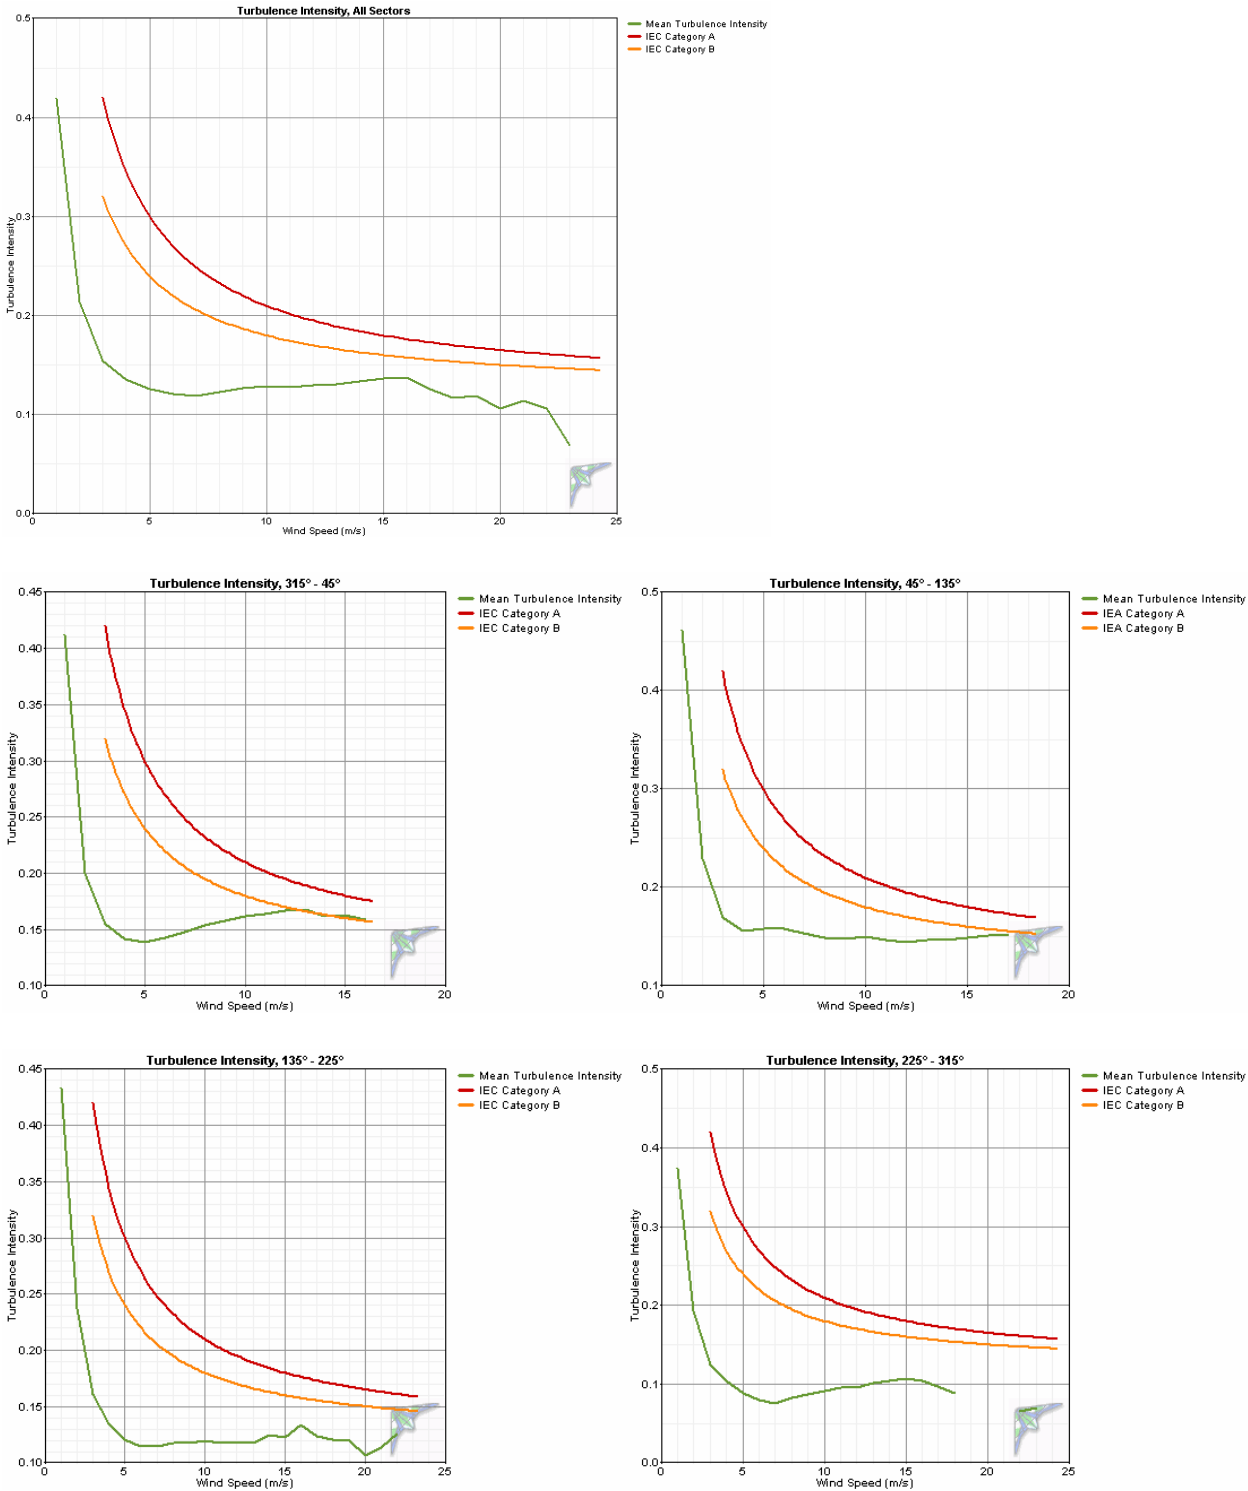 Turbulence Intensity, All Sectors
Mean Turbulence Intensity
IEC Category A
IEC Category B
0.5
0.4
0.3
0.2
0.1
0.0
Turbulence Intensity
0 5 10 15 20 25
Wind Speed (m/s)
Turbulence Intensity, 315° - 45°
Mean Turbulence Intensity
IEC Category A
IEC Category B
0.45
0.40
0.35
0.30
0.25
0.20
0.15
0.10
Turbulence Intensity
0 5 10 15 20
Wind Speed (m/s)
Turbulence Intensity, 45° - 135°
Mean Turbulence Intensity
IEA Category A
IEA Category B
0.5
0.4
0.3
0.2
0.1
Turbulence Intensity
0 5 10 15 20
Wind Speed (m/s)
Turbulence Intensity, 135° - 225°
Mean Turbulence Intensity
IEC Category A
IEC Category B
0.45
0.40
0.35
0.30
0.25
0.20
0.15
0.10
Turbulence Intensity
0 5 10 15 20 25
Wind Speed (m/s)
Turbulence Intensity, 225° - 315°
Mean Turbulence Intensity
IEC Category A
IEC Category B
0.5
0.4
0.3
0.2
0.1
0.0
Turbulence Intensity
0 5 10 15 20 25
Wind Speed (m/s)